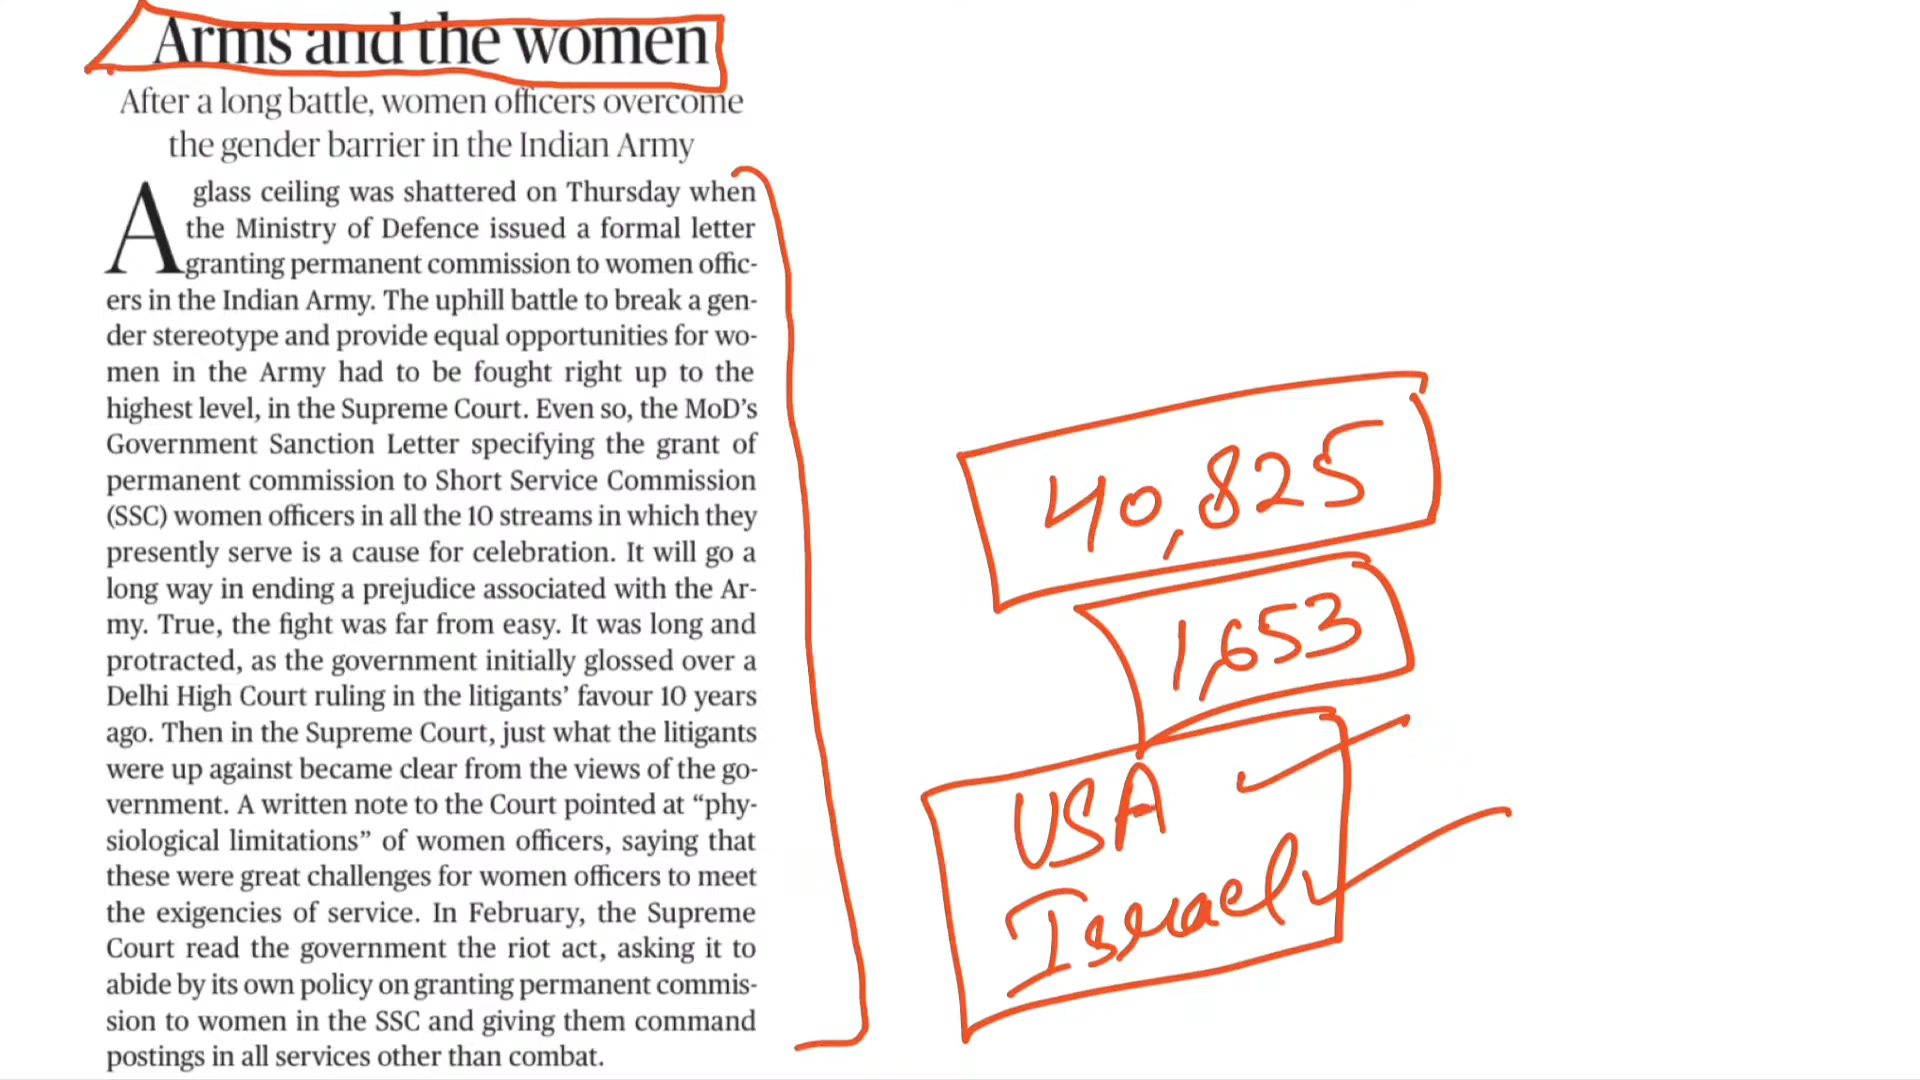 Arms and the women
After a long battle, women officers overcome
the gender barrier in the Indian Army
A glass ceiling was shattered on Thursday when
the Ministry of Defence issued a formal letter
granting permanent commission to women offic-
ers in the Indian Army. The uphill battle to break a gen-
der stereotype and provide equal opportunities for wo-
men in the Army had to be fought right up to the
highest level, in the Supreme Court. Even so, the MoD’s
Government Sanction Letter specifying the grant of
permanent commission to Short Service Commission
(SSC) women officers in all the 10 streams in which they
presently serve is a cause for celebration. It will go a
long way in ending a prejudice associated with the Ar-
my. True, the fight was far from easy. It was long and
protracted, as the government initially glossed over a
Delhi High Court ruling in the litigants’ favour 10 years
ago. Then in the Supreme Court, just what the litigants
were up against became clear from the views of the go-
vernment. A written note to the Court pointed at “phy-
siological limitations” of women officers, saying that
these were great challenges for women officers to meet
the exigencies of service. In February, the Supreme
Court read the government the riot act, asking it to
abide by its own policy on granting permanent commis-
sion to women in the SSC and giving them command
postings in all services other than combat.
40,825
1,653
USA
Israel